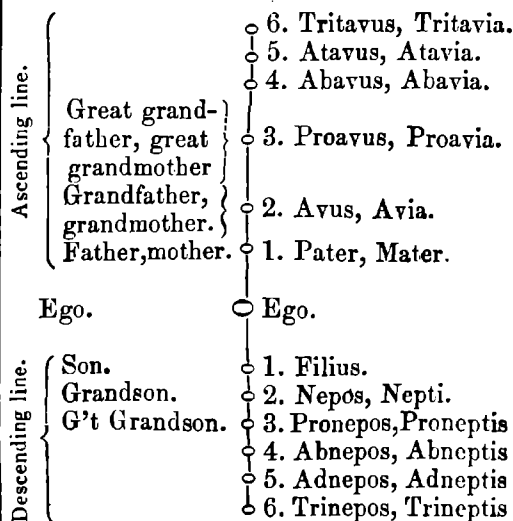 6. Tritavus, Tritavia.
5. Atavus, Atavia.
4. Abavus, Abavia.
Ascending line.
Great grand-
father, great 3. Proavus, Proavia.
grandmother
Grandfather, 2. Avus, Avia.
grandmother.
Father,mother. 1. Pater, Mater.
Ego. Ego.
Descending line.
Son. 1. Filius.
Grandson. 2. Nepos, Nepti.
G't Grandson. 3. Pronepos,Proneptis
4. Abnepos, Abneptis
5. Adnepos, Adneptis
6. Trinepos, Trineptis